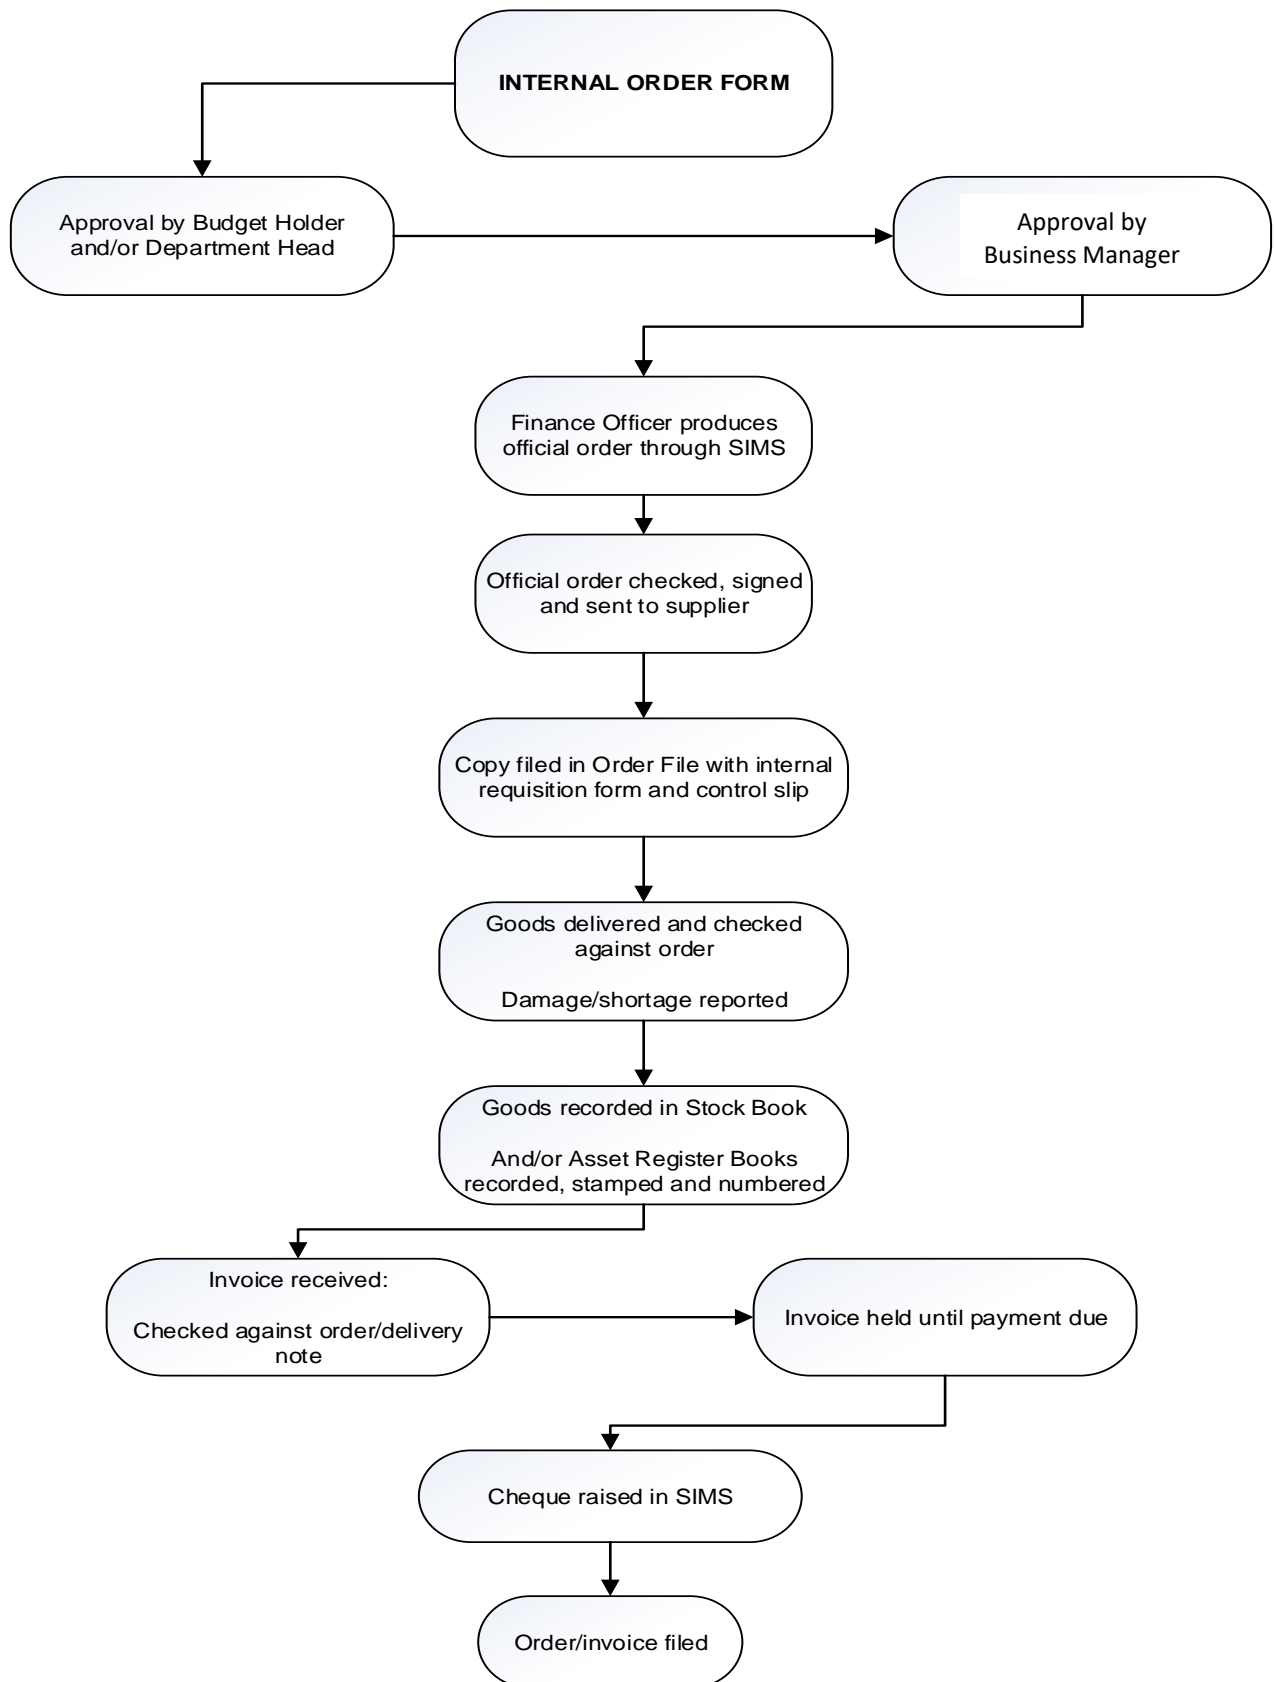 INTERNAL ORDER FORM
Approval by Budget Holder
and/or Department Head
Approval by
Business Manager
Finance Officer produces
official order through SIMS
Official order checked, signed
and sent to supplier
Copy filed in Order File with internal
requisition form and control slip
Goods delivered and checked
against order
Damage/shortage reported
Goods recorded in Stock Book
And/or Asset Register Books
recorded, stamped and numbered
Invoice received:
Checked against order/delivery
note
Invoice held until payment due
Cheque raised in SIMS
Order/invoice filed